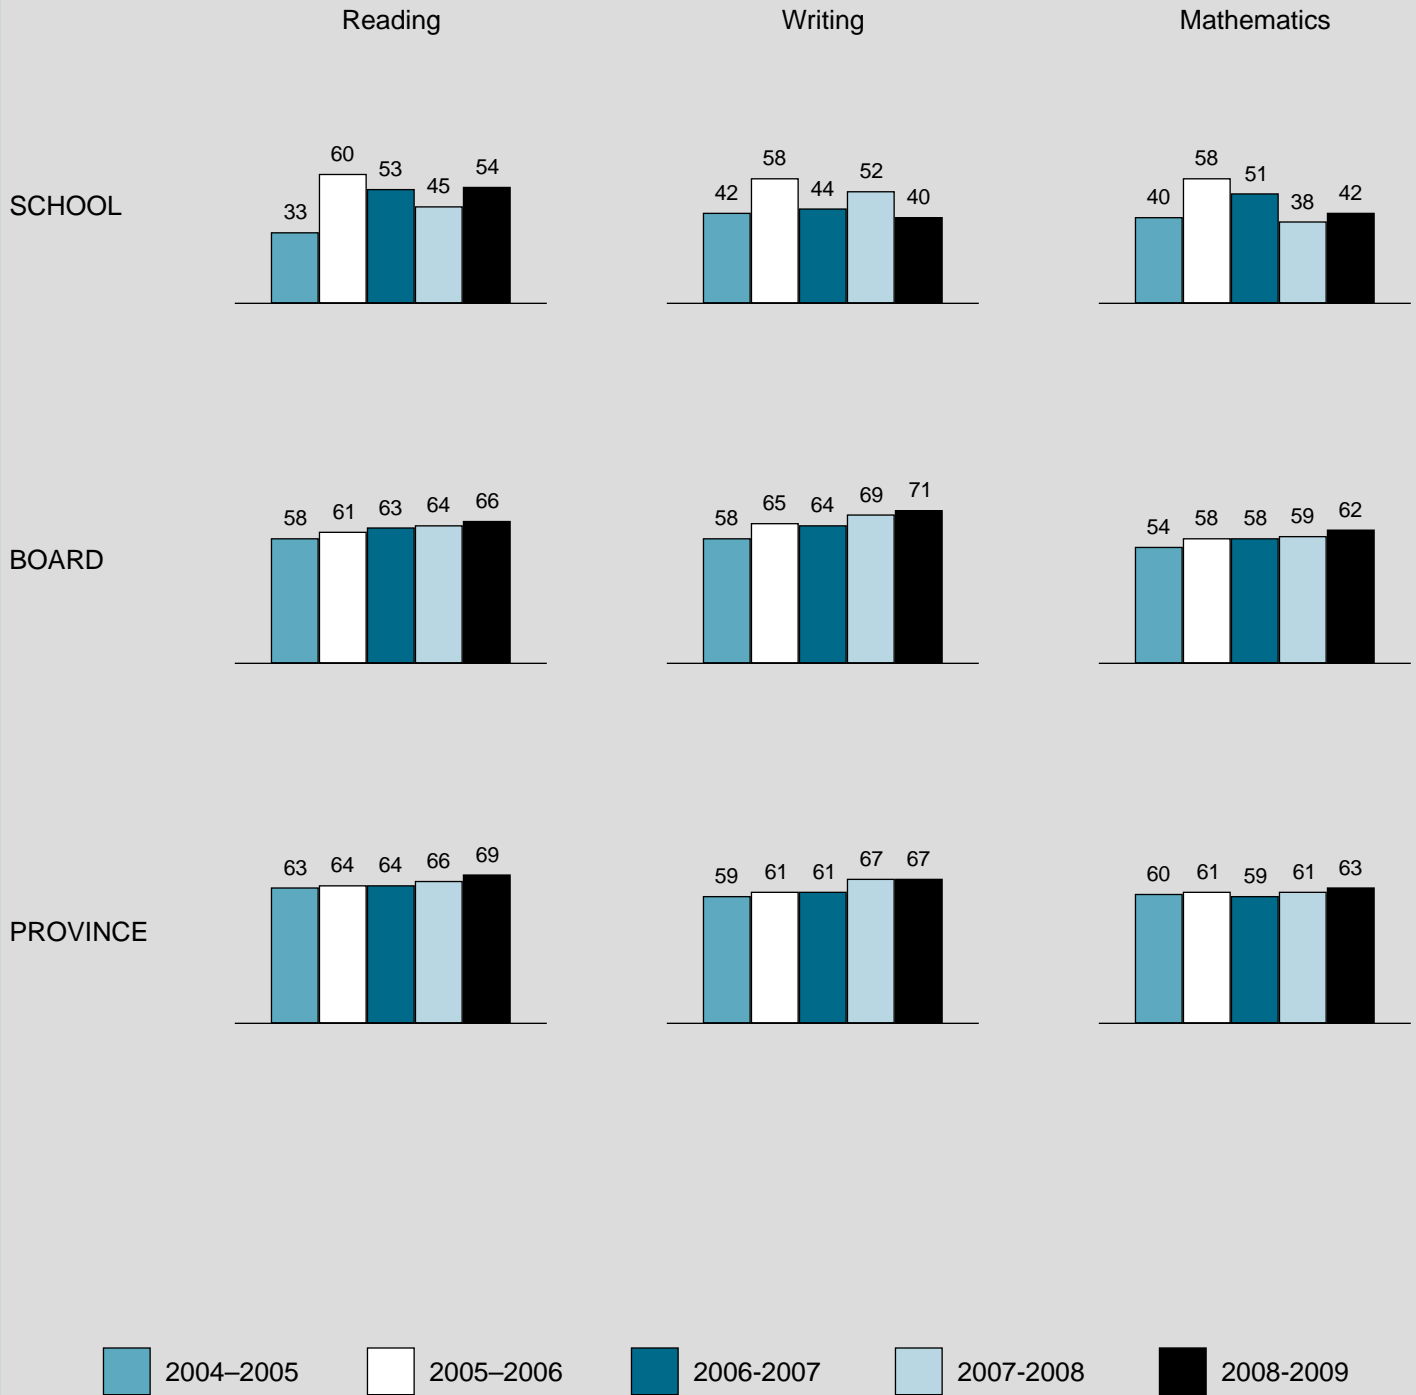 Reading Writing Mathematics
SCHOOL
33 60 53 45 54
42 58 44 52 40
40 58 51 38 42
BOARD
58 61 63 64 66
58 65 64 69 71
54 58 58 59 62
PROVINCE
63 64 64 66 69
59 61 61 67 67
60 61 59 61 63
2004–2005 2005–2006 2006-2007 2007-2008 2008-2009